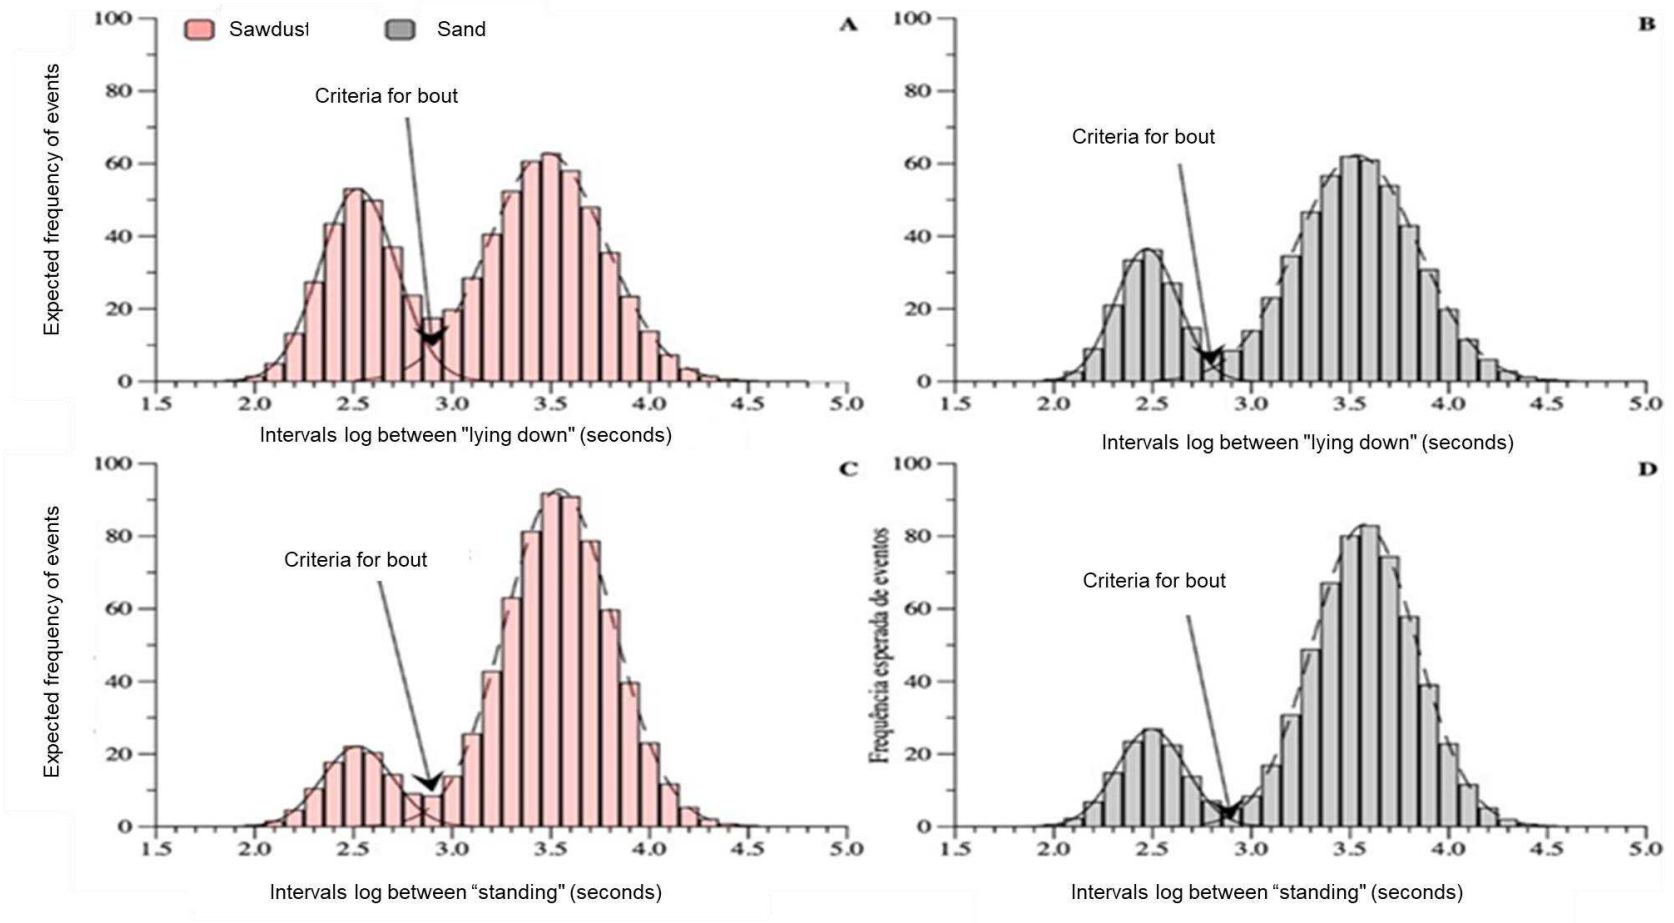 100
80
60
40
20
0
1.5 2.0 2.5 3.0 3.5 4.0 4.5 5.0
Expected frequency of events
Sawdust
Sand
A
Criteria for bout
Intervals log between "lying down" (seconds)
100
80
60
40
20
0
1.5 2.0 2.5 3.0 3.5 4.0 4.5 5.0
B
Criteria for bout
Intervals log between "lying down" (seconds)
100
80
60
40
20
0
1.5 2.0 2.5 3.0 3.5 4.0 4.5 5.0
Expected frequency of events
C
Criteria for bout
Intervals log between “standing" (seconds)
100
80
60
40
20
0
1.5 2.0 2.5 3.0 3.5 4.0 4.5 5.0
Frequência esperada de eventos
D
Criteria for bout
Intervals log between “standing" (seconds)